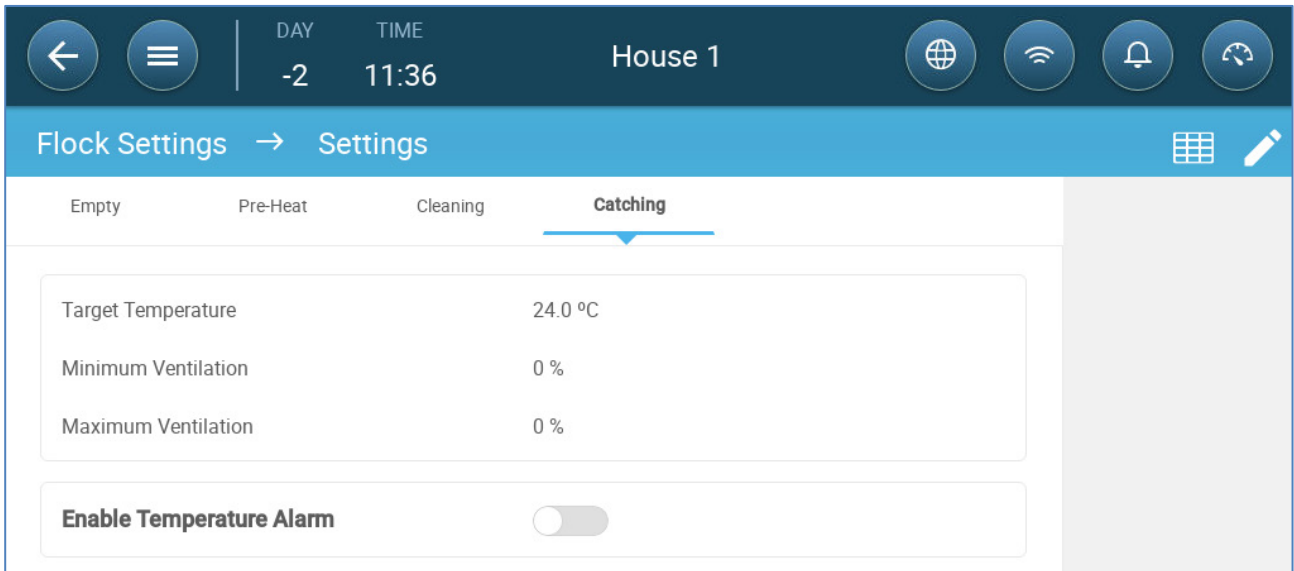 DAY TIME
-2 11:36
House 1
Flock Settings → Settings
Empty Pre-Heat Cleaning Catching
Target Temperature 24.0 ºC
Minimum Ventilation 0 %
Maximum Ventilation 0 %
Enable Temperature Alarm